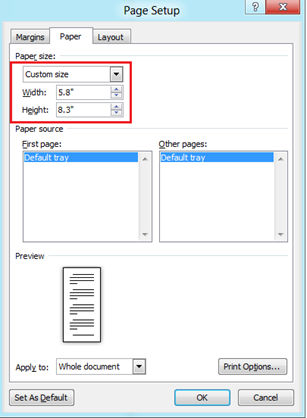 Page Setup
? x
Margins Paper Layout
Paper size:
Custom size
Width: 5.8"
Height: 8.3"
Paper source
First page: Other pages:
Default tray Default tray
Preview
Apply to: Whole document Print Options...
Set As Default OK Cancel